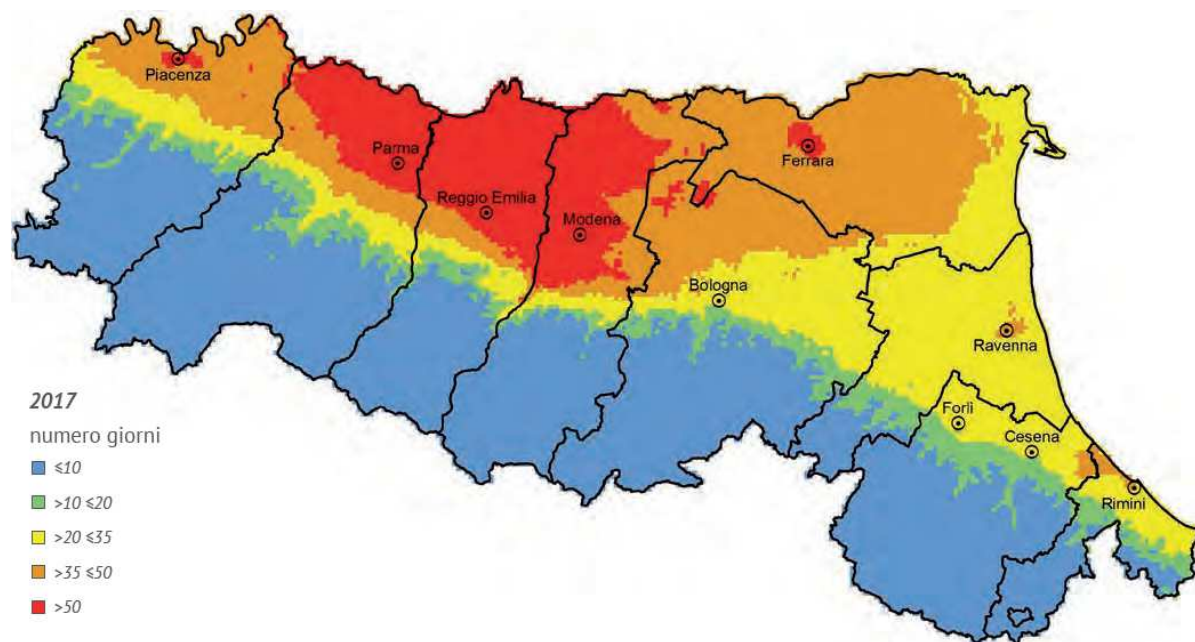 Piacenza
Parma
Reggio Emilia
Modena
Ferrara
Bologna
Ravenna
Forlì
Cesena
Rimini
2017
numero giorni
≤10
>10 ≤20
>20 ≤35
>35 ≤50
>50